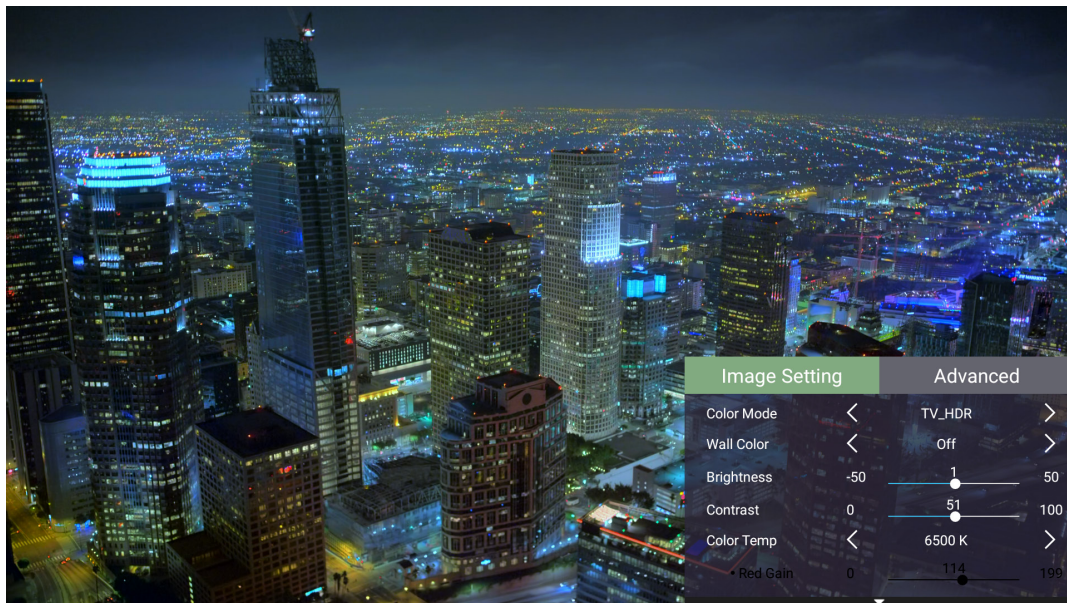 Image Setting Advanced
Color Mode TV_HDR
Wall Color Off
Brightness -50 1 50
Contrast 0 51 100
Color Temp 6500 K
• Red Gain 0 114 199